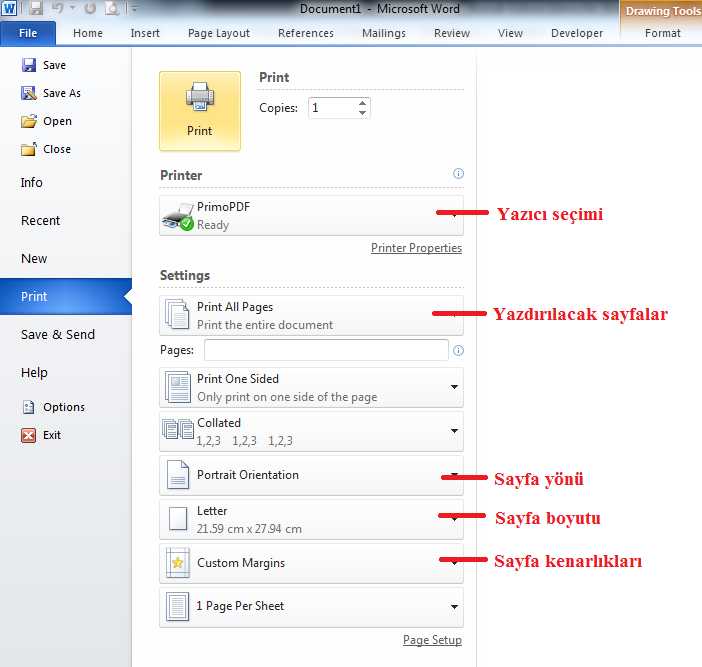 Document1 - Microsoft Word
Drawing Tools
File Home Insert Page Layout References Mailings Review View Developer Format
Save
Save As
Open
Close
Info
Recent
New
Print
Save & Send
Help
Options
Exit
Print
Print
Copies: 1
Printer
PrimoPDF
Ready
Yazıcı seçimi
Printer Properties
Settings
Print All Pages
Print the entire document
Yazdırılacak sayfalar
Pages:
Print One Sided
Only print on one side of the page
Collated
1,2,3 1,2,3 1,2,3
Portrait Orientation
Sayfa yönü
Letter
21.59 cm x 27.94 cm
Sayfa boyutu
Custom Margins
Sayfa kenarlıkları
1 Page Per Sheet
Page Setup